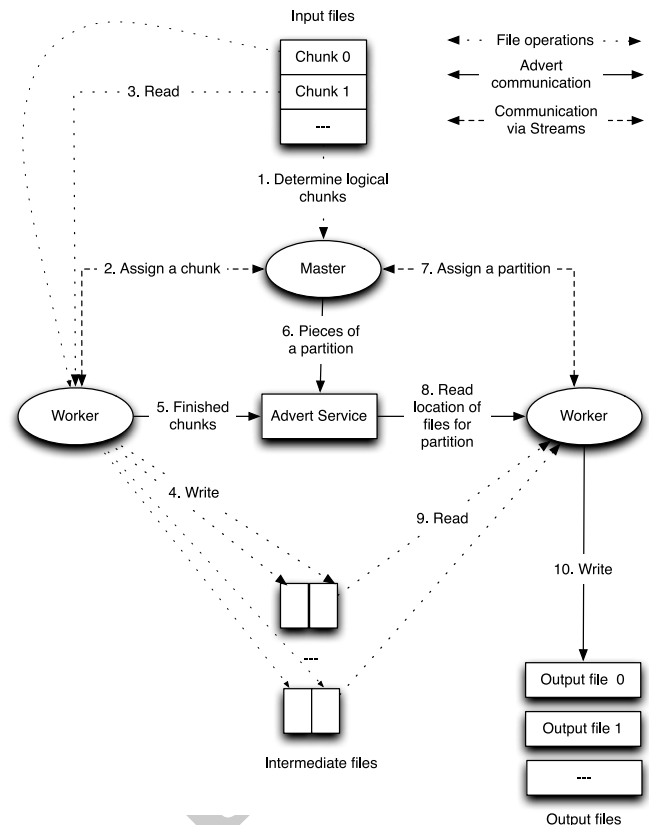 Input files
Chunk 0
Chunk 1
---
File operations
Advert
communication
Communication
via Streams
3. Read
1. Determine logical
chunks
2. Assign a chunk
Master
7. Assign a partition
6. Pieces of
a partition
Worker
5. Finished
chunks
Advert Service
8. Read
location of
files for
partition
Worker
4. Write
9. Read
10. Write
---
Intermediate files
Output file 0
Output file 1
---
Output files